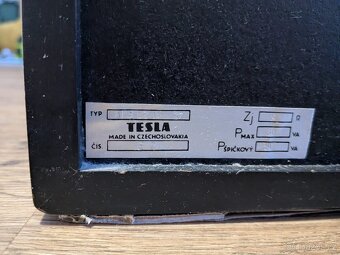 TYP
TESLA
MADE IN CZECHOSLOVAKIA
ČIS
Zj Ω
PMAX VA
PŠPIČKOVÝ VA